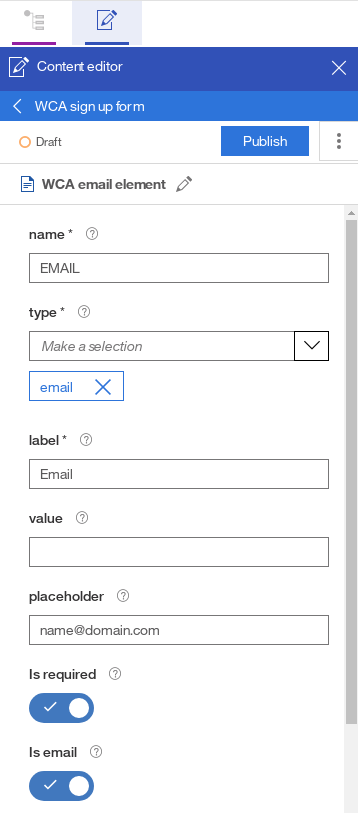 Content editor
WCA sign up form
Draft
Publish
WCA email element
name *
EMAIL
type *
Make a selection
email
label *
Email
value
placeholder
name@domain.com
Is required
Is email